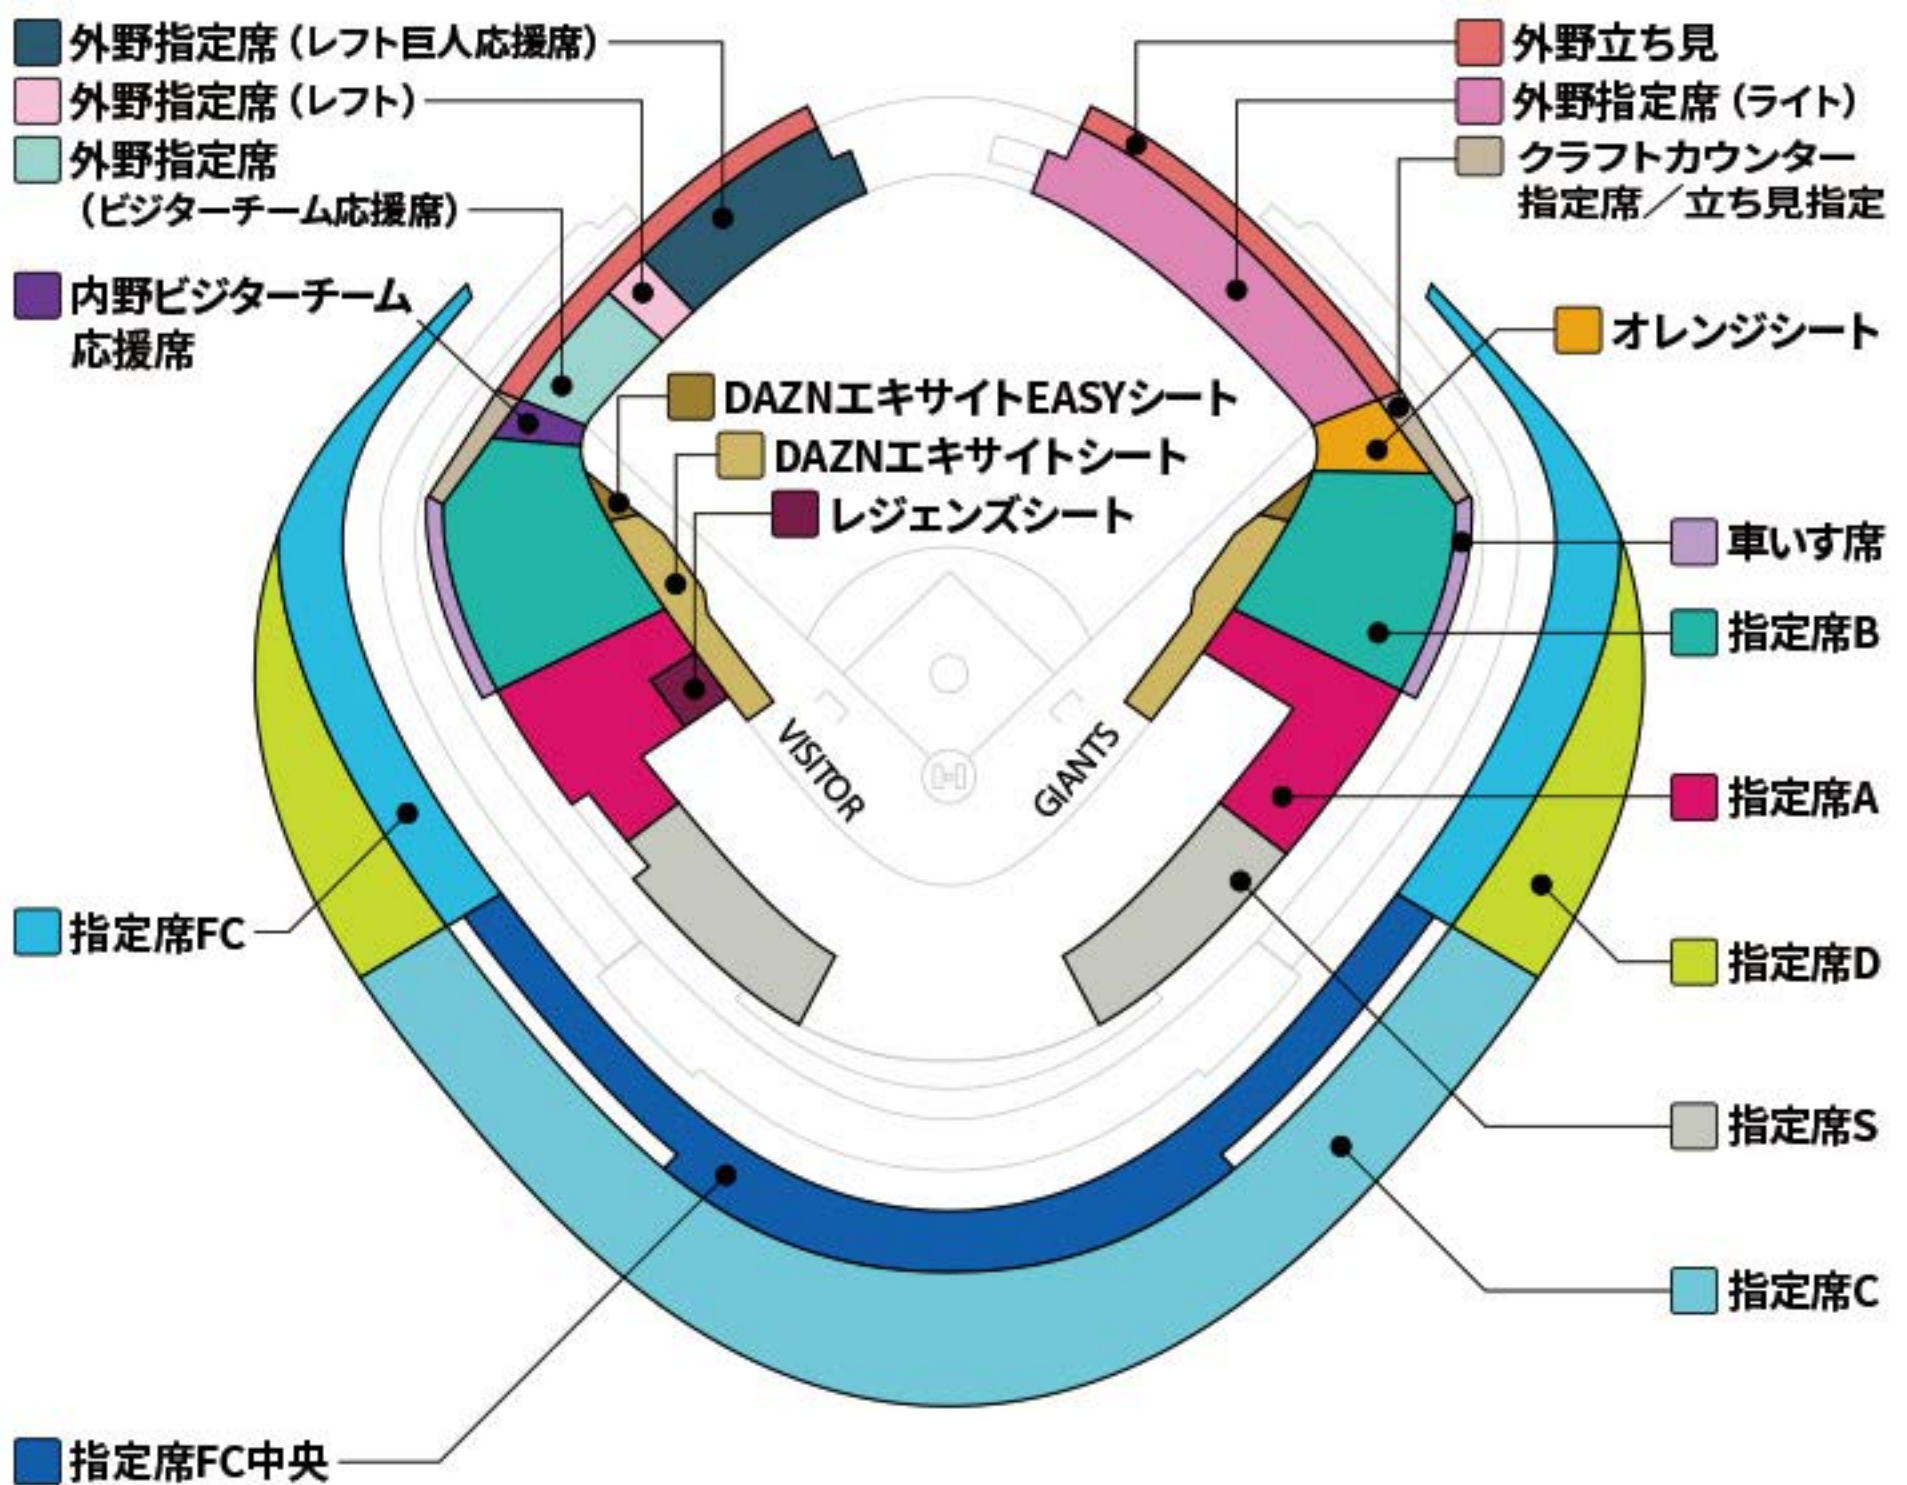 外野指定席（レフト巨人応援席）
外野指定席（レフト）
外野指定席
（ビジターチーム応援席）
内野ビジターチーム
応援席
外野立ち見
外野指定席（ライト）
クラフトカウンター
指定席／立ち見指定
オレンジシート
DAZNエキサイトEASYシート
DAZNエキサイトシート
レジェンズシート
車いす席
指定席B
VISITOR
GIANTS
指定席A
指定席FC
指定席D
指定席S
指定席C
指定席FC中央